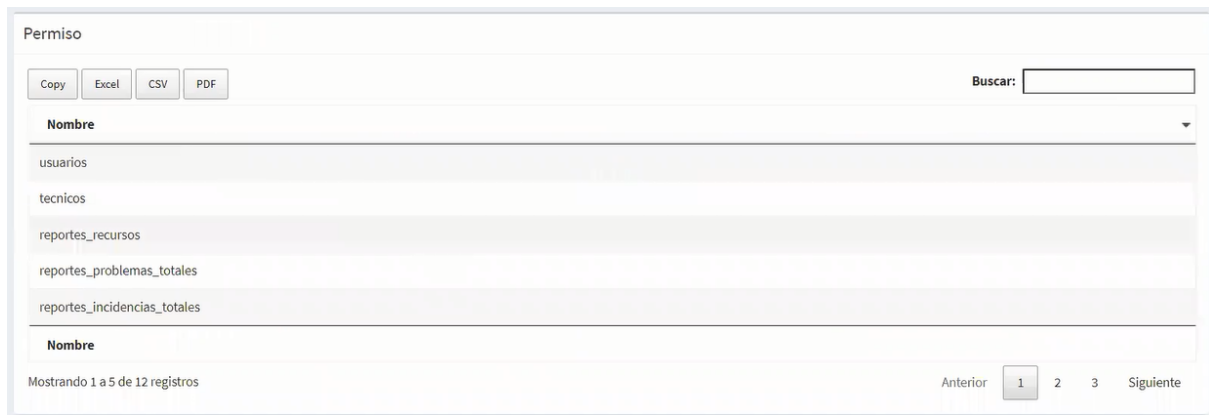 Permiso
Copy Excel CSV PDF Buscar:
Nombre
usuarios
tecnicos
reportes_recursos
reportes_problemas_totales
reportes_incidencias_totales
Nombre
Mostrando 1 a 5 de 12 registros Anterior 1 2 3 Siguiente